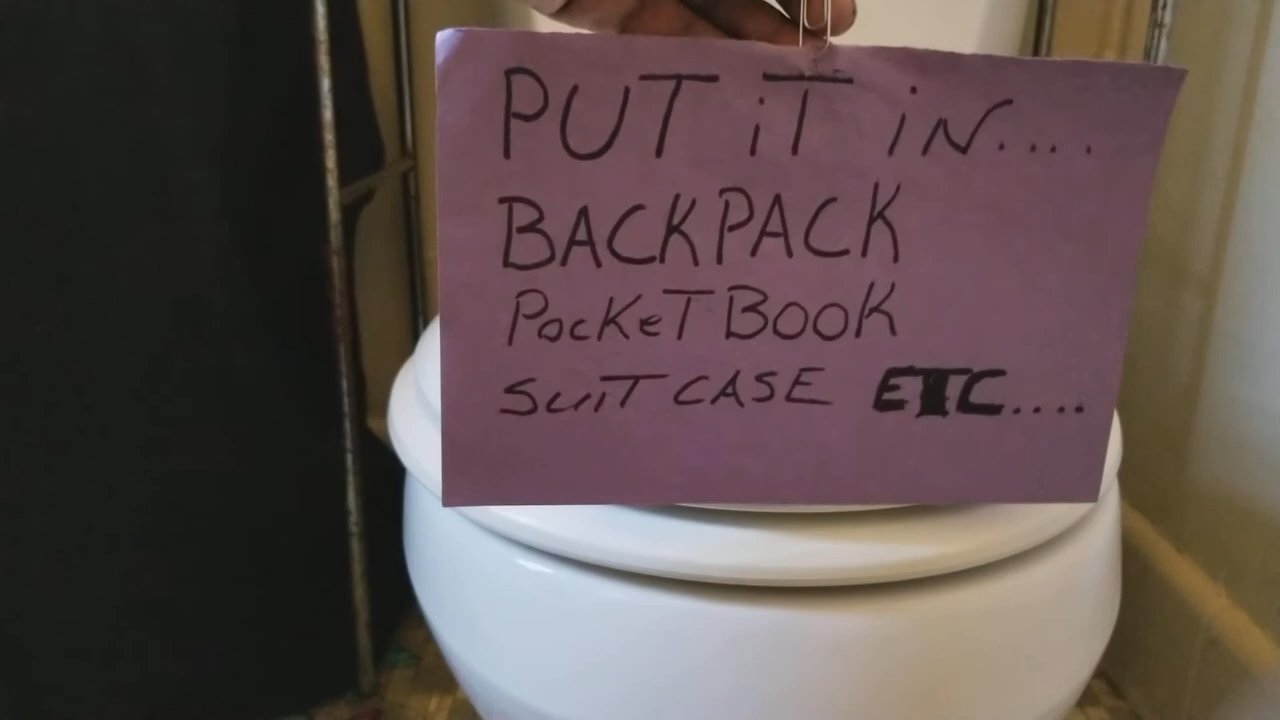 PUT iT iN....
BACKPACK
PocKeT BOOK
SUiT CASE ETC....